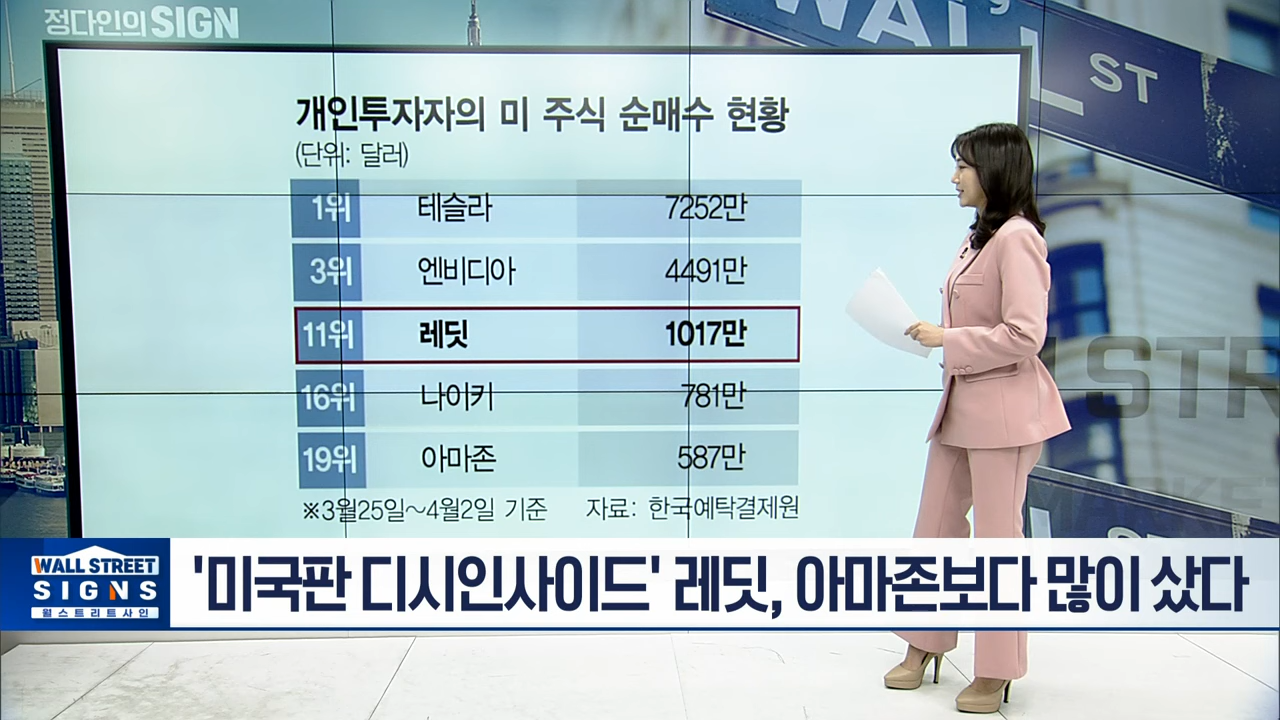 정다인의 SIGN
WALL ST
개인투자자의 미 주식 순매수 현황
(단위: 달러)
1위 테슬라 7252만
3위 엔비디아 4491만
11위 레딧 1017만
16위 나이키 781만
19위 아마존 587만
※3월25일~4월2일 기준 자료: 한국예탁결제원
STR
WALL STREET
SIGNS
월스트리트사인
'미국판 디시인사이드' 레딧, 아마존보다 많이 샀다